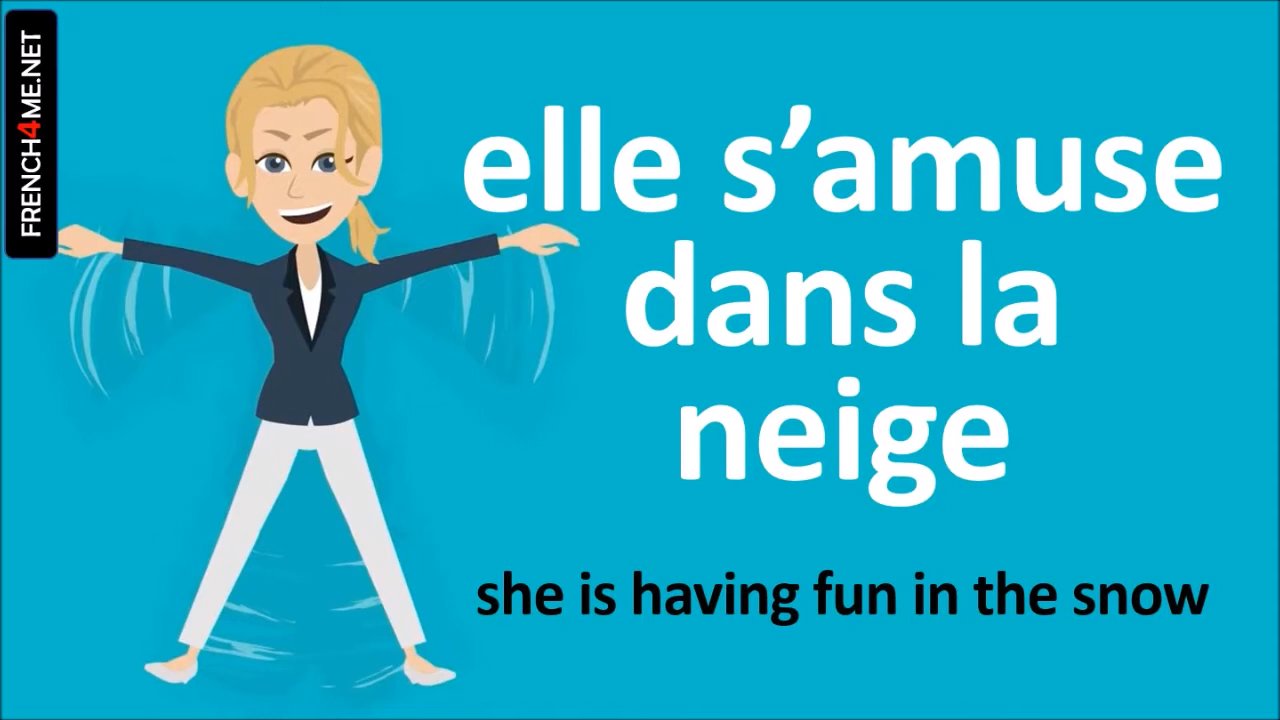 FRENCH4ME.NET
elle s’amuse
dans la
neige
she is having fun in the snow